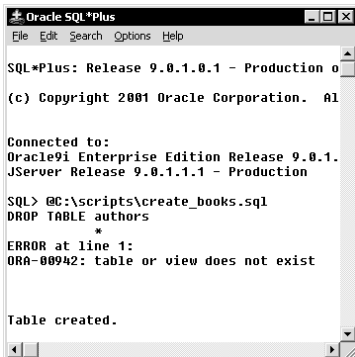 Oracle SQL*Plus
File Edit Search Options Help
SQL*Plus: Release 9.0.1.0.1 - Production o
(c) Copyright 2001 Oracle Corporation.  Al
Connected to:
Oracle9i Enterprise Edition Release 9.0.1.
JServer Release 9.0.1.1.1 - Production
SQL> @C:\scripts\create_books.sql
DROP TABLE authors
*
ERROR at line 1:
ORA-00942: table or view does not exist
Table created.